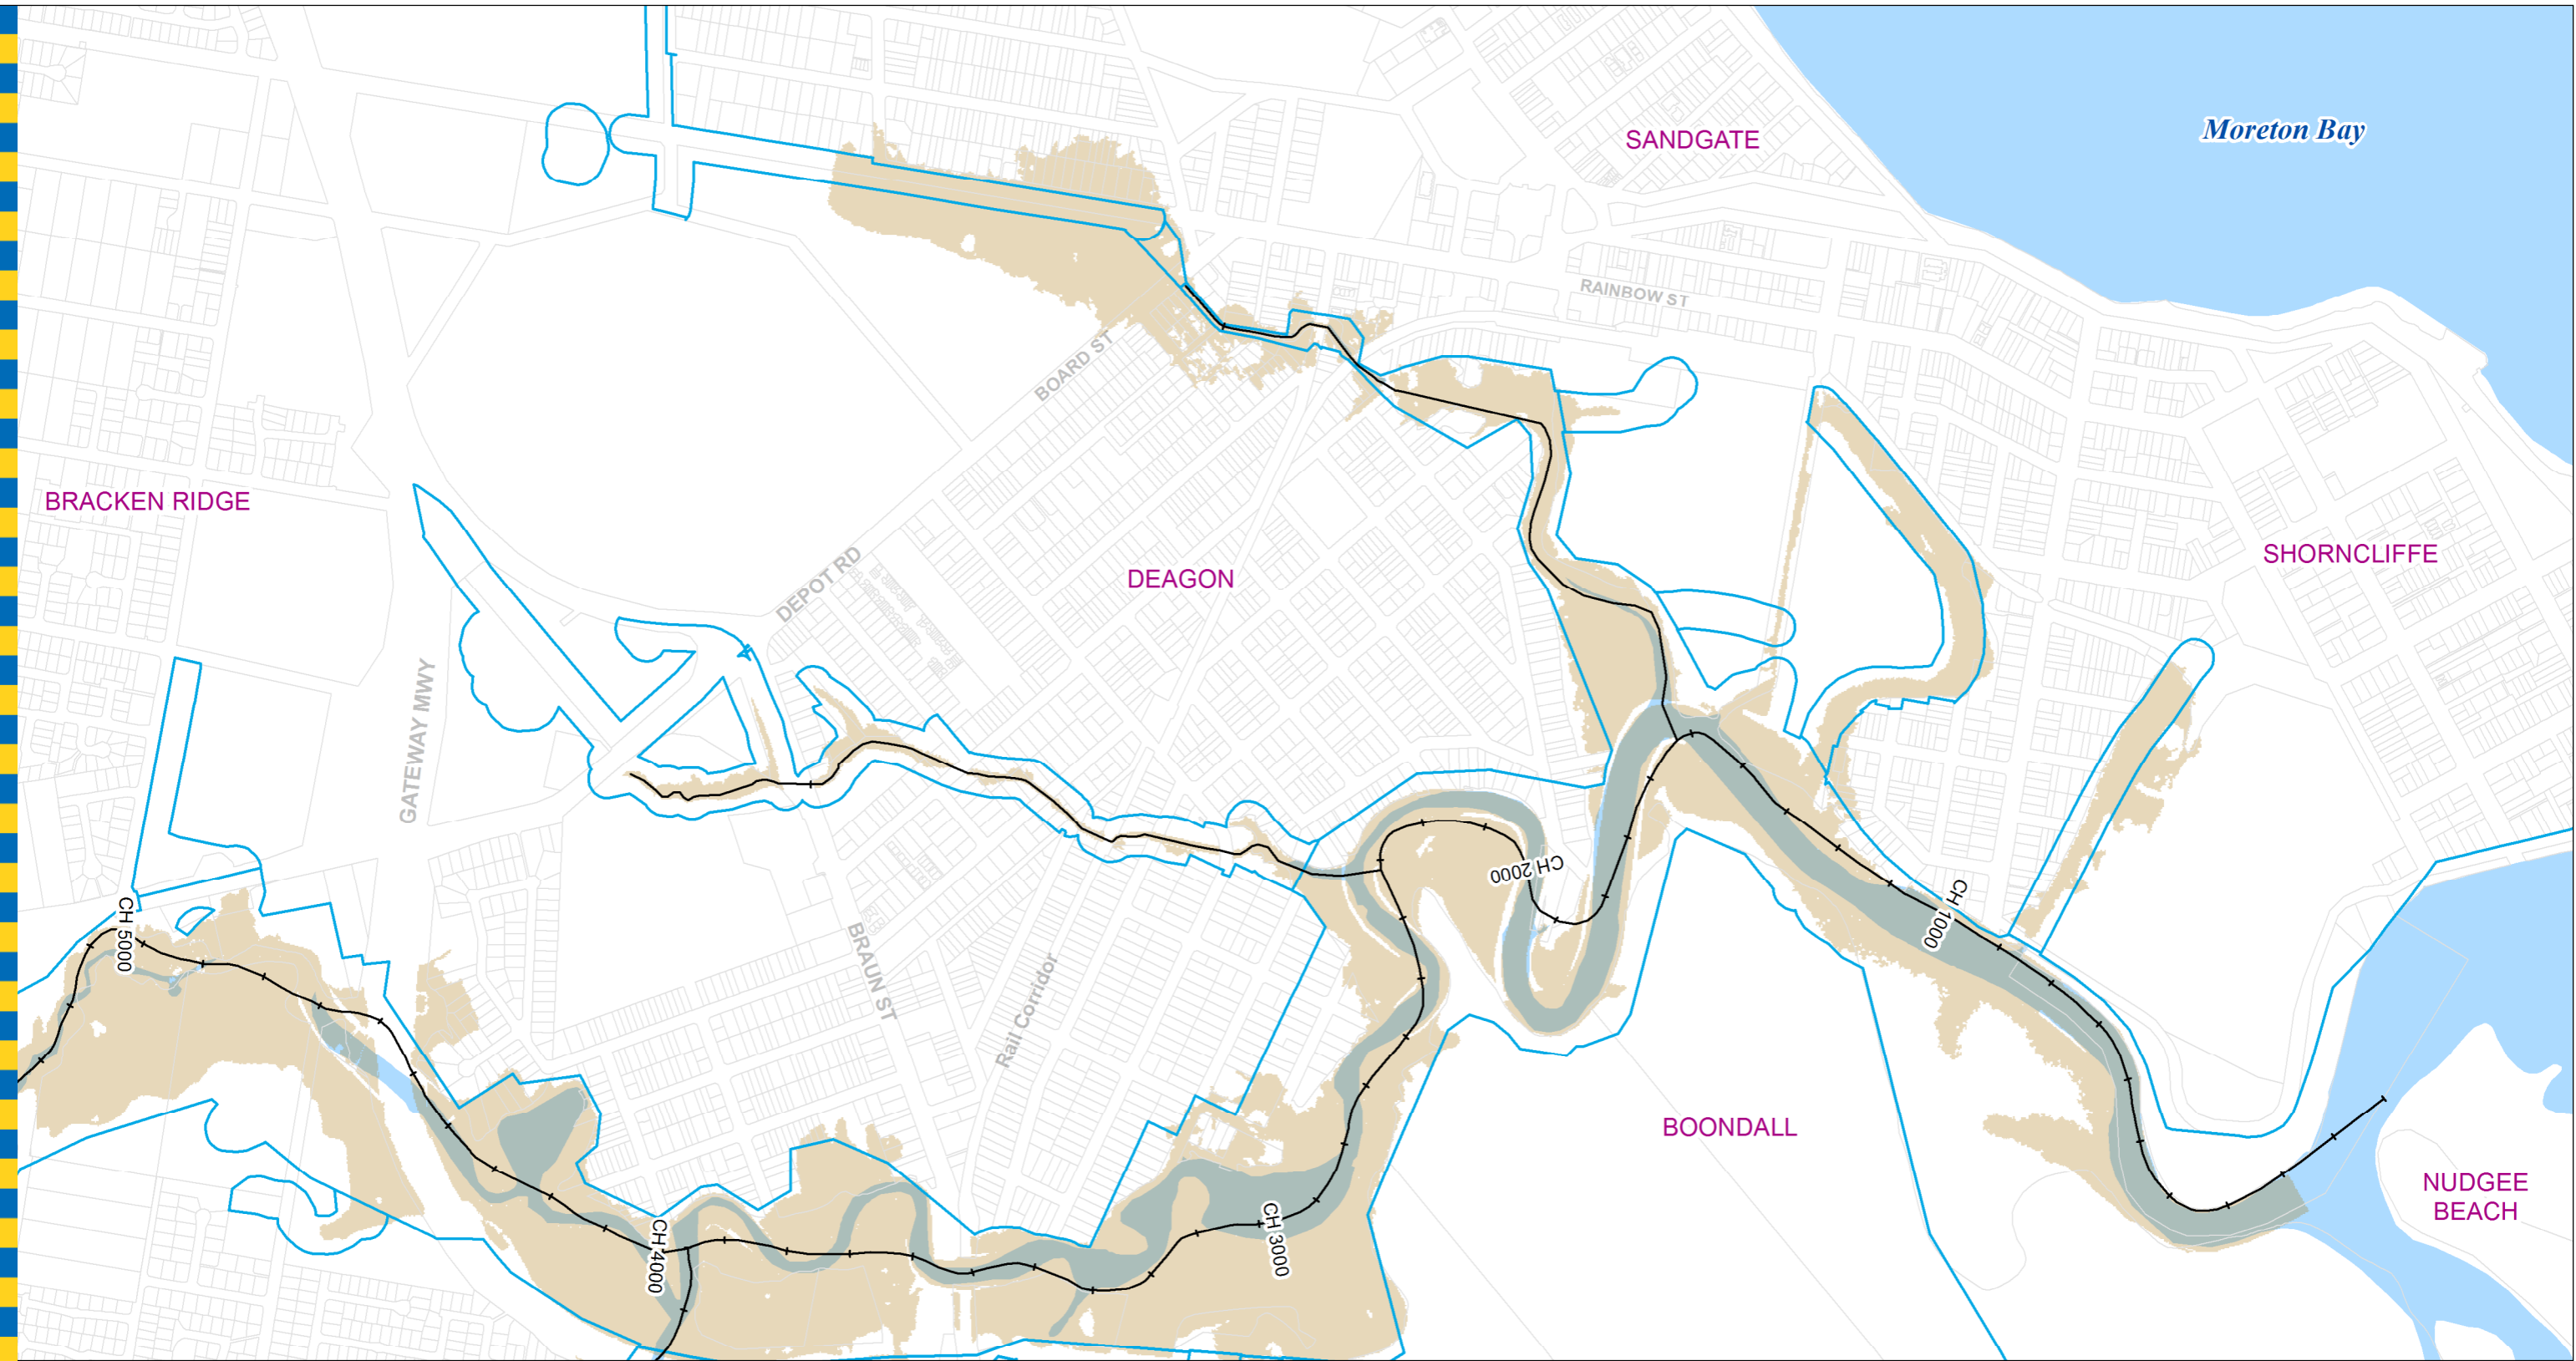 Moreton Bay
SANDGATE
RAINBOW ST
BOARD ST
BRACKEN RIDGE
SHORNCLIFFE
DEAGON
DEPOT RD
GATEWAY MWY
CH 2000
CH 1000
CH 5000
BRAUN ST
Rail Corridor
BOONDALL
NUDGEE
BEACH
CH 4000
CH 3000